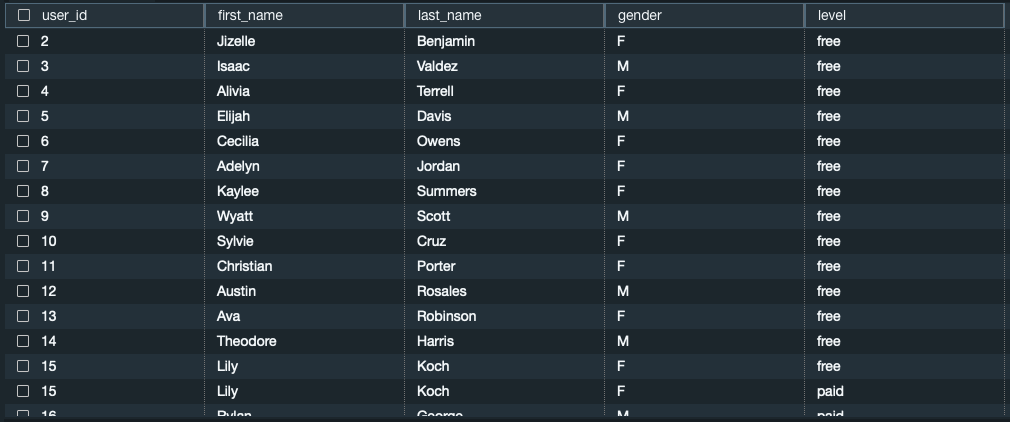 user_id first_name last_name gender level
2 Jizelle Benjamin F free
3 Isaac Valdez M free
4 Alivia Terrell F free
5 Elijah Davis M free
6 Cecilia Owens F free
7 Adelyn Jordan F free
8 Kaylee Summers F free
9 Wyatt Scott M free
10 Sylvie Cruz F free
11 Christian Porter F free
12 Austin Rosales M free
13 Ava Robinson F free
14 Theodore Harris M free
15 Lily Koch F free
15 Lily Koch F paid
16 Rylan George M paid